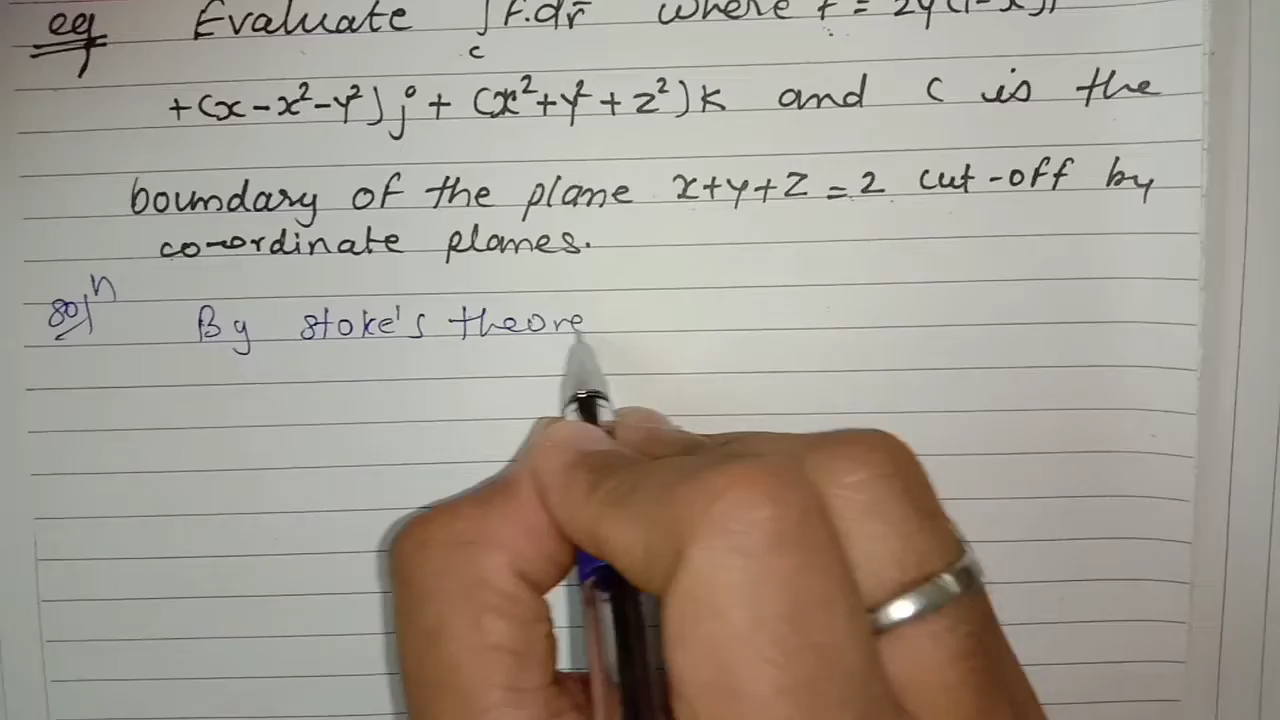 eg Evaluate ∫c F.dr̄ where F = 2y(1-x)i
+(x-x²-y²)j + (x²+y²+z²)k and c is the
boundary of the plane x+y+z=2 cut-off by
co-ordinate planes.
solⁿ By stoke's theore